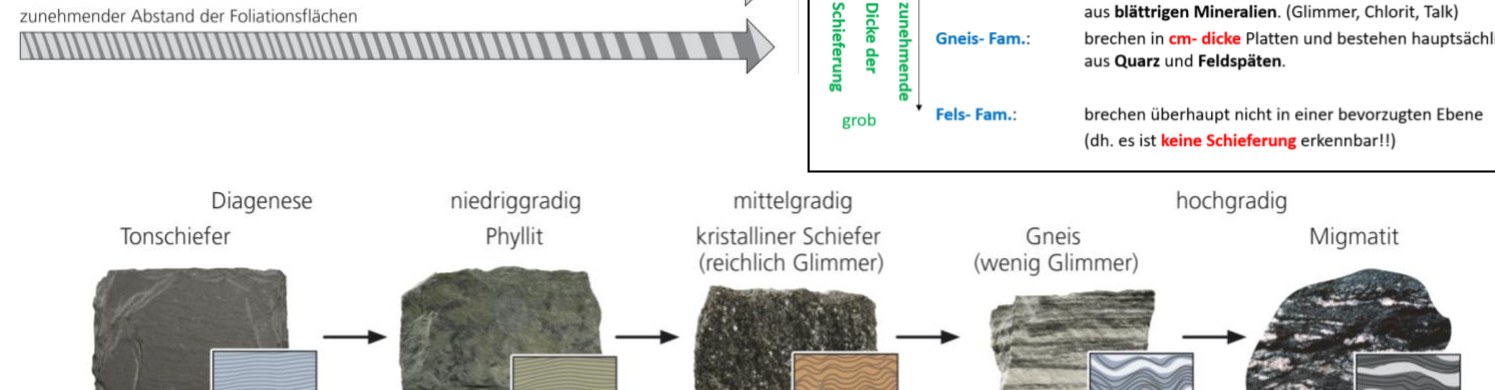 zunehmender Abstand der Foliationsflächen
zunehmende
Dicke der
Schieferung
grob
aus blättrigen Mineralien. (Glimmer, Chlorit, Talk)
Gneis- Fam.: brechen in cm- dicke Platten und bestehen hauptsächli
aus Quarz und Feldspäten.
Fels- Fam.: brechen überhaupt nicht in einer bevorzugten Ebene
(dh. es ist keine Schieferung erkennbar!!)
Diagenese niedriggradig mittelgradig hochgradig
Tonschiefer Phyllit kristalliner Schiefer Gneis Migmatit
(reichlich Glimmer) (wenig Glimmer)